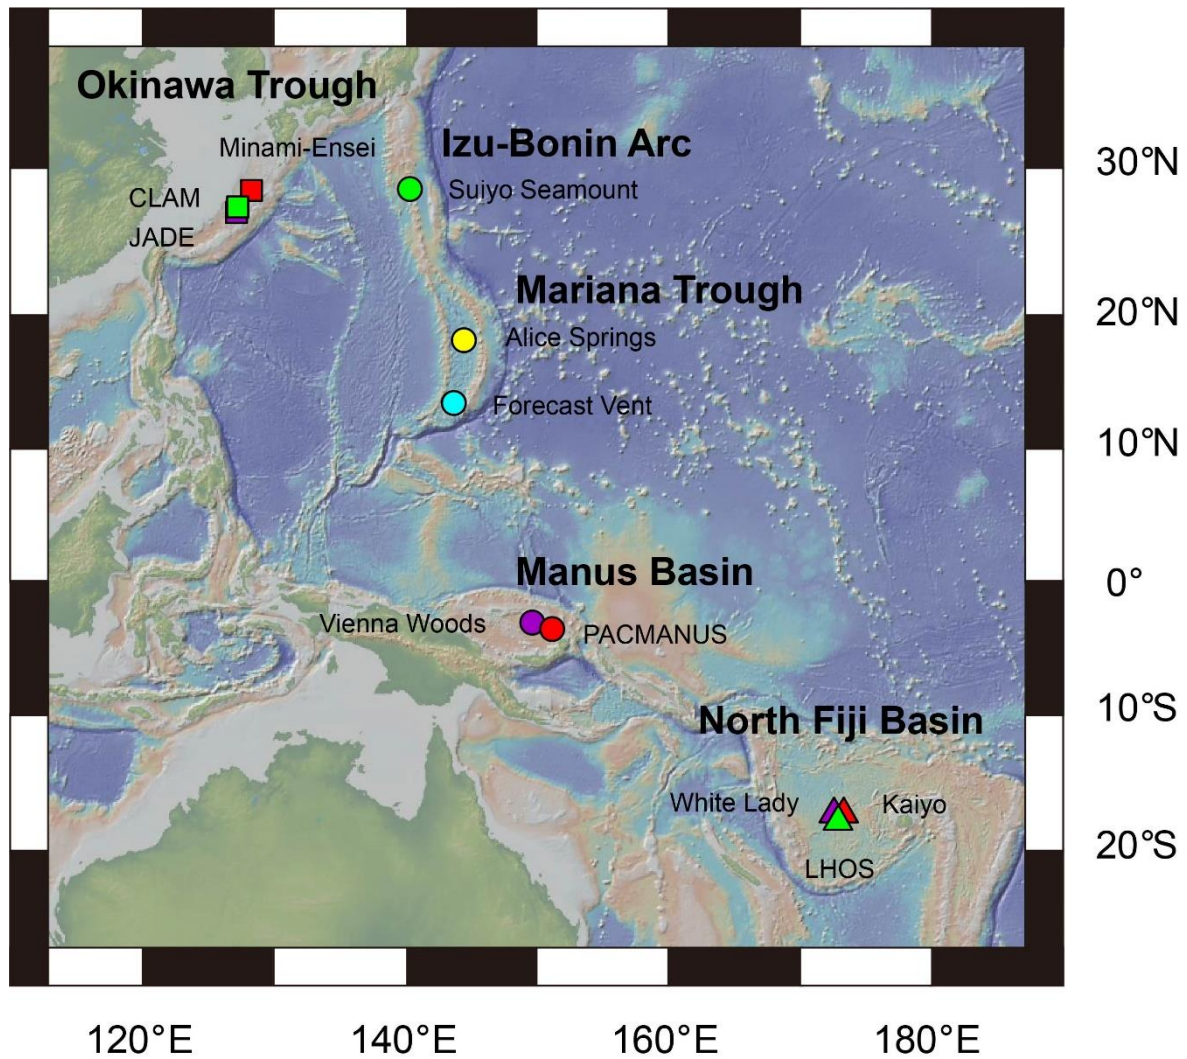 Okinawa Trough
Minami-Ensei
Izu-Bonin Arc
30°N
CLAM
Suiyo Seamount
JADE
Mariana Trough
20°N
Alice Springs
Forecast Vent
10°N
Manus Basin
0°
Vienna Woods
PACMANUS
North Fiji Basin
10°S
White Lady
Kaiyo
20°S
LHOS
120°E
140°E
160°E
180°E